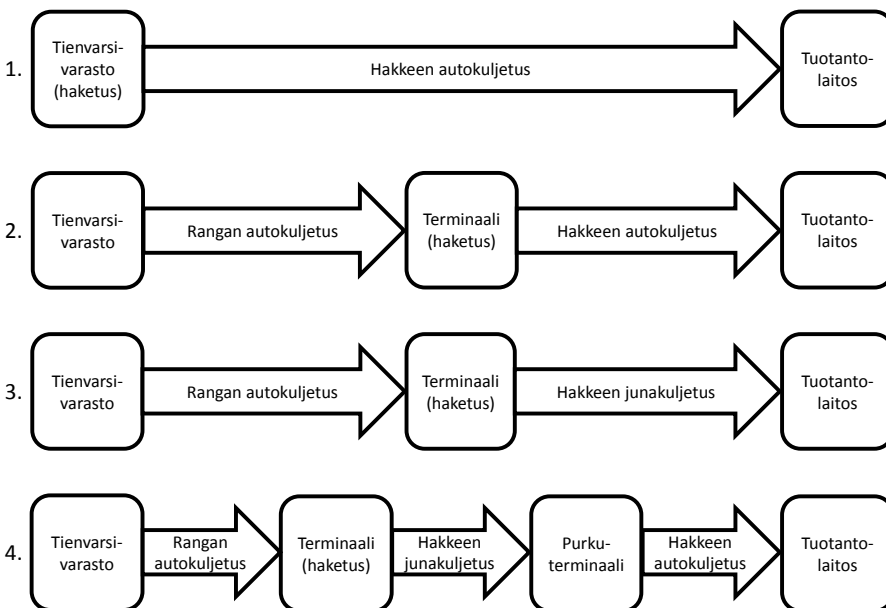 1.
Tienvarsi-
varasto
(haketus)
Hakkeen autokuljetus
Tuotanto-
laitos
2.
Tienvarsi-
varasto
Rangan autokuljetus
Terminaali
(haketus)
Hakkeen autokuljetus
Tuotanto-
laitos
3.
Tienvarsi-
varasto
Rangan autokuljetus
Terminaali
(haketus)
Hakkeen junakuljetus
Tuotanto-
laitos
4.
Tienvarsi-
varasto
Rangan
autokuljetus
Terminaali
(haketus)
Hakkeen
junakuljetus
Purku-
terminaali
Hakkeen
autokuljetus
Tuotanto-
laitos